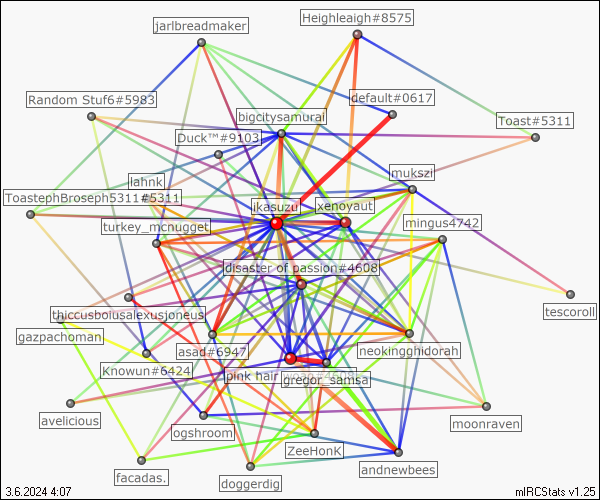 Heighleigh#8575
jarlbreadmaker
Random Stuf6#5983
default#0617
bigcitysamurai
Toast#5311
Duck™#9103
mukszi
lahnk
ToastephBroseph5311#5311
ikasuzu
xenoyaut
turkey_mcnugget
mingus4742
disaster of passion#4608
thiccusboiusalexusjoneus
tescoroll
gazpachoman
asad#6947
neokingghidorah
Knowun#6424
pink hair
gregor_samsa
avelicious
moonraven
ogshroom
ZeeHonK
facadas.
doggerdig
andnewbees
3.6.2024 4:07
mIRCStats v1.25